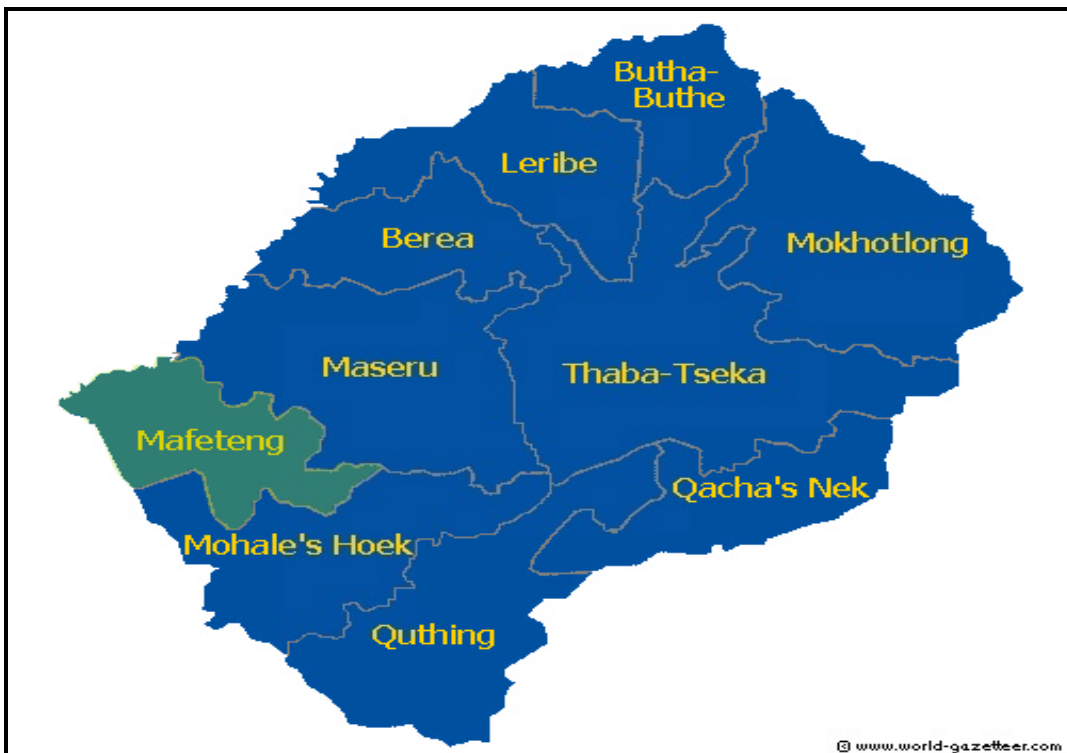 Butha-
Buthe
Leribe
Berea
Mokhotlong
Maseru
Thaba-Tseka
Mafeteng
Qacha's Nek
Mohale's Hoek
Quthing
© www.world-gazetteer.com